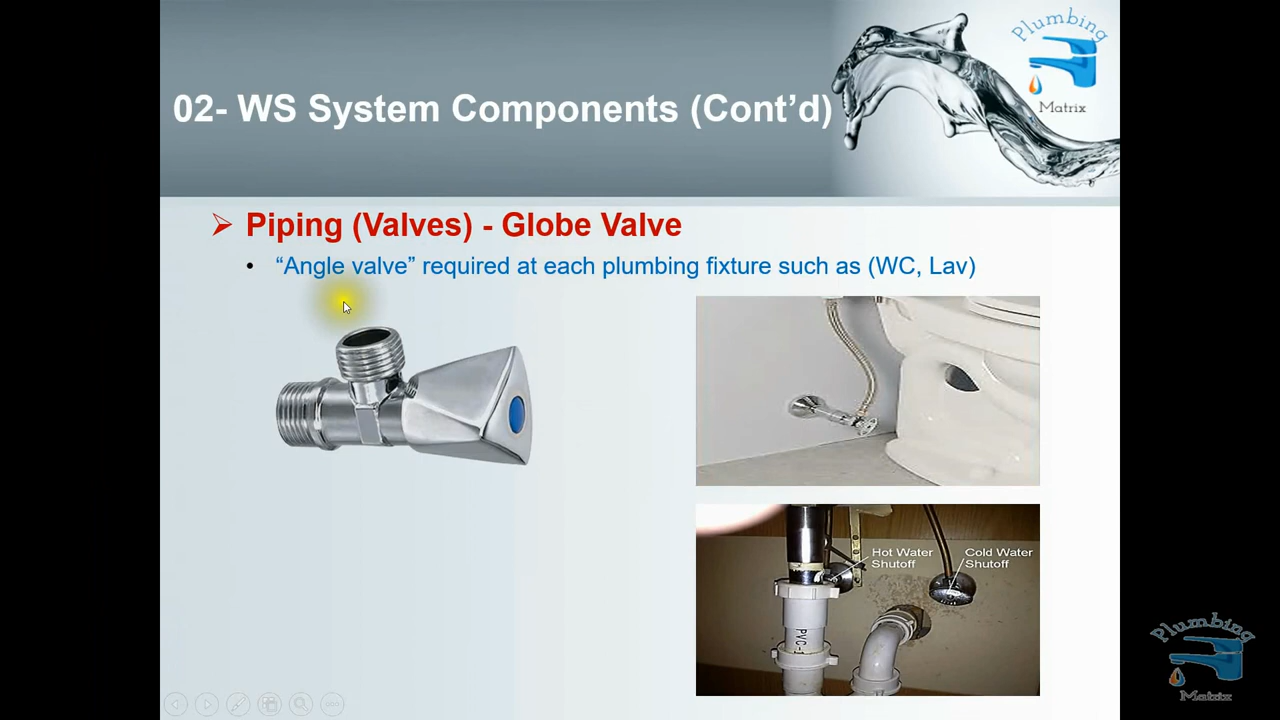 Plumbing
Matrix
02- WS System Components (Cont’d)
Piping (Valves) - Globe Valve
“Angle valve” required at each plumbing fixture such as (WC, Lav)
Hot Water
Shutoff
Cold Water
Shutoff
PVC-1
Plumbing
Matrix